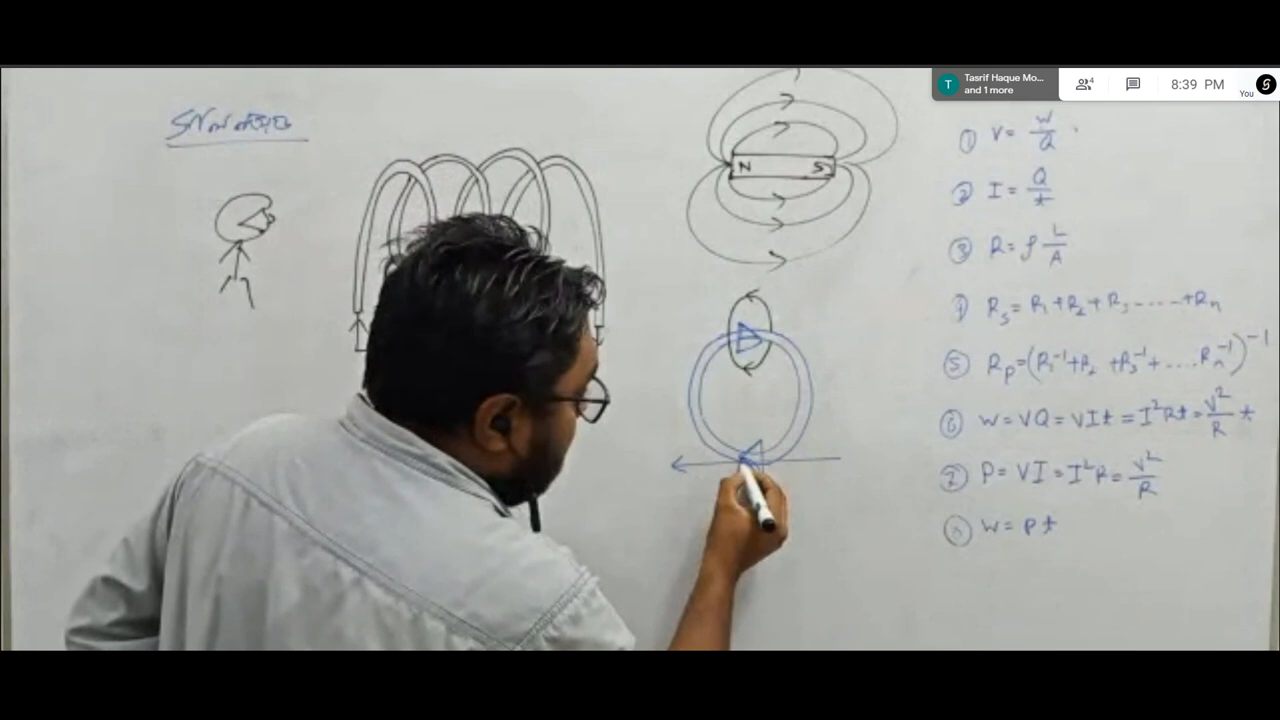 Tasrif Haque Mo...
and 1 more
4
8:39 PM
You
N S
① V = W/Q
② I = Q/t
③ R = ρ L/A
④ Rs = R1 + R2 + R3 ..... + Rn
⑤ Rp = (R1⁻¹ + R2 + R3⁻¹ + .... Rn⁻¹)⁻¹
⑥ W = VQ = VIt = I²Rt = V²/R t
⑦ P = VI = I²R = V²/R
⑧ W = Pt